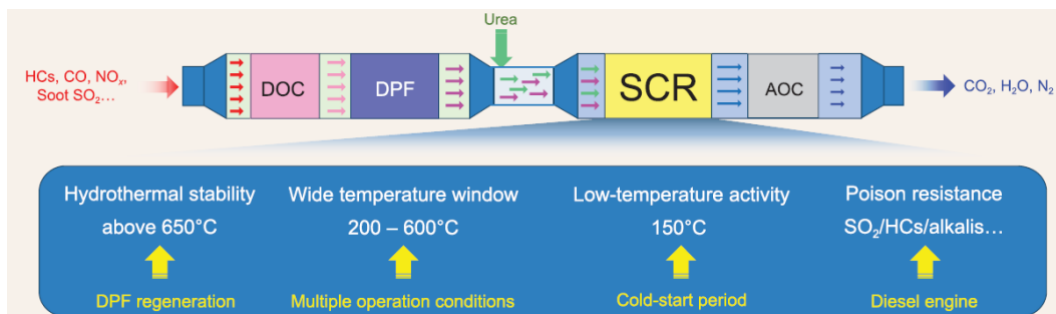 Urea
HCs, CO, NOₓ,
Soot SO₂...
DOC
DPF
SCR
AOC
CO₂, H₂O, N₂
Hydrothermal stability
above 650°C
DPF regeneration
Wide temperature window
200 – 600°C
Multiple operation conditions
Low-temperature activity
150°C
Cold-start period
Poison resistance
SO₂/HCs/alkalis...
Diesel engine